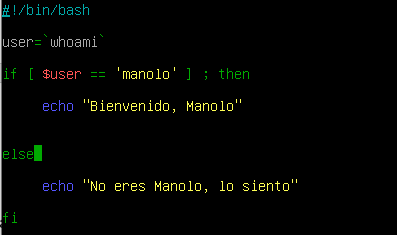 #!/bin/bash
user=`whoami`
if [ $user == 'manolo' ] ; then
echo "Bienvenido, Manolo"
else
echo "No eres Manolo, lo siento"
fi